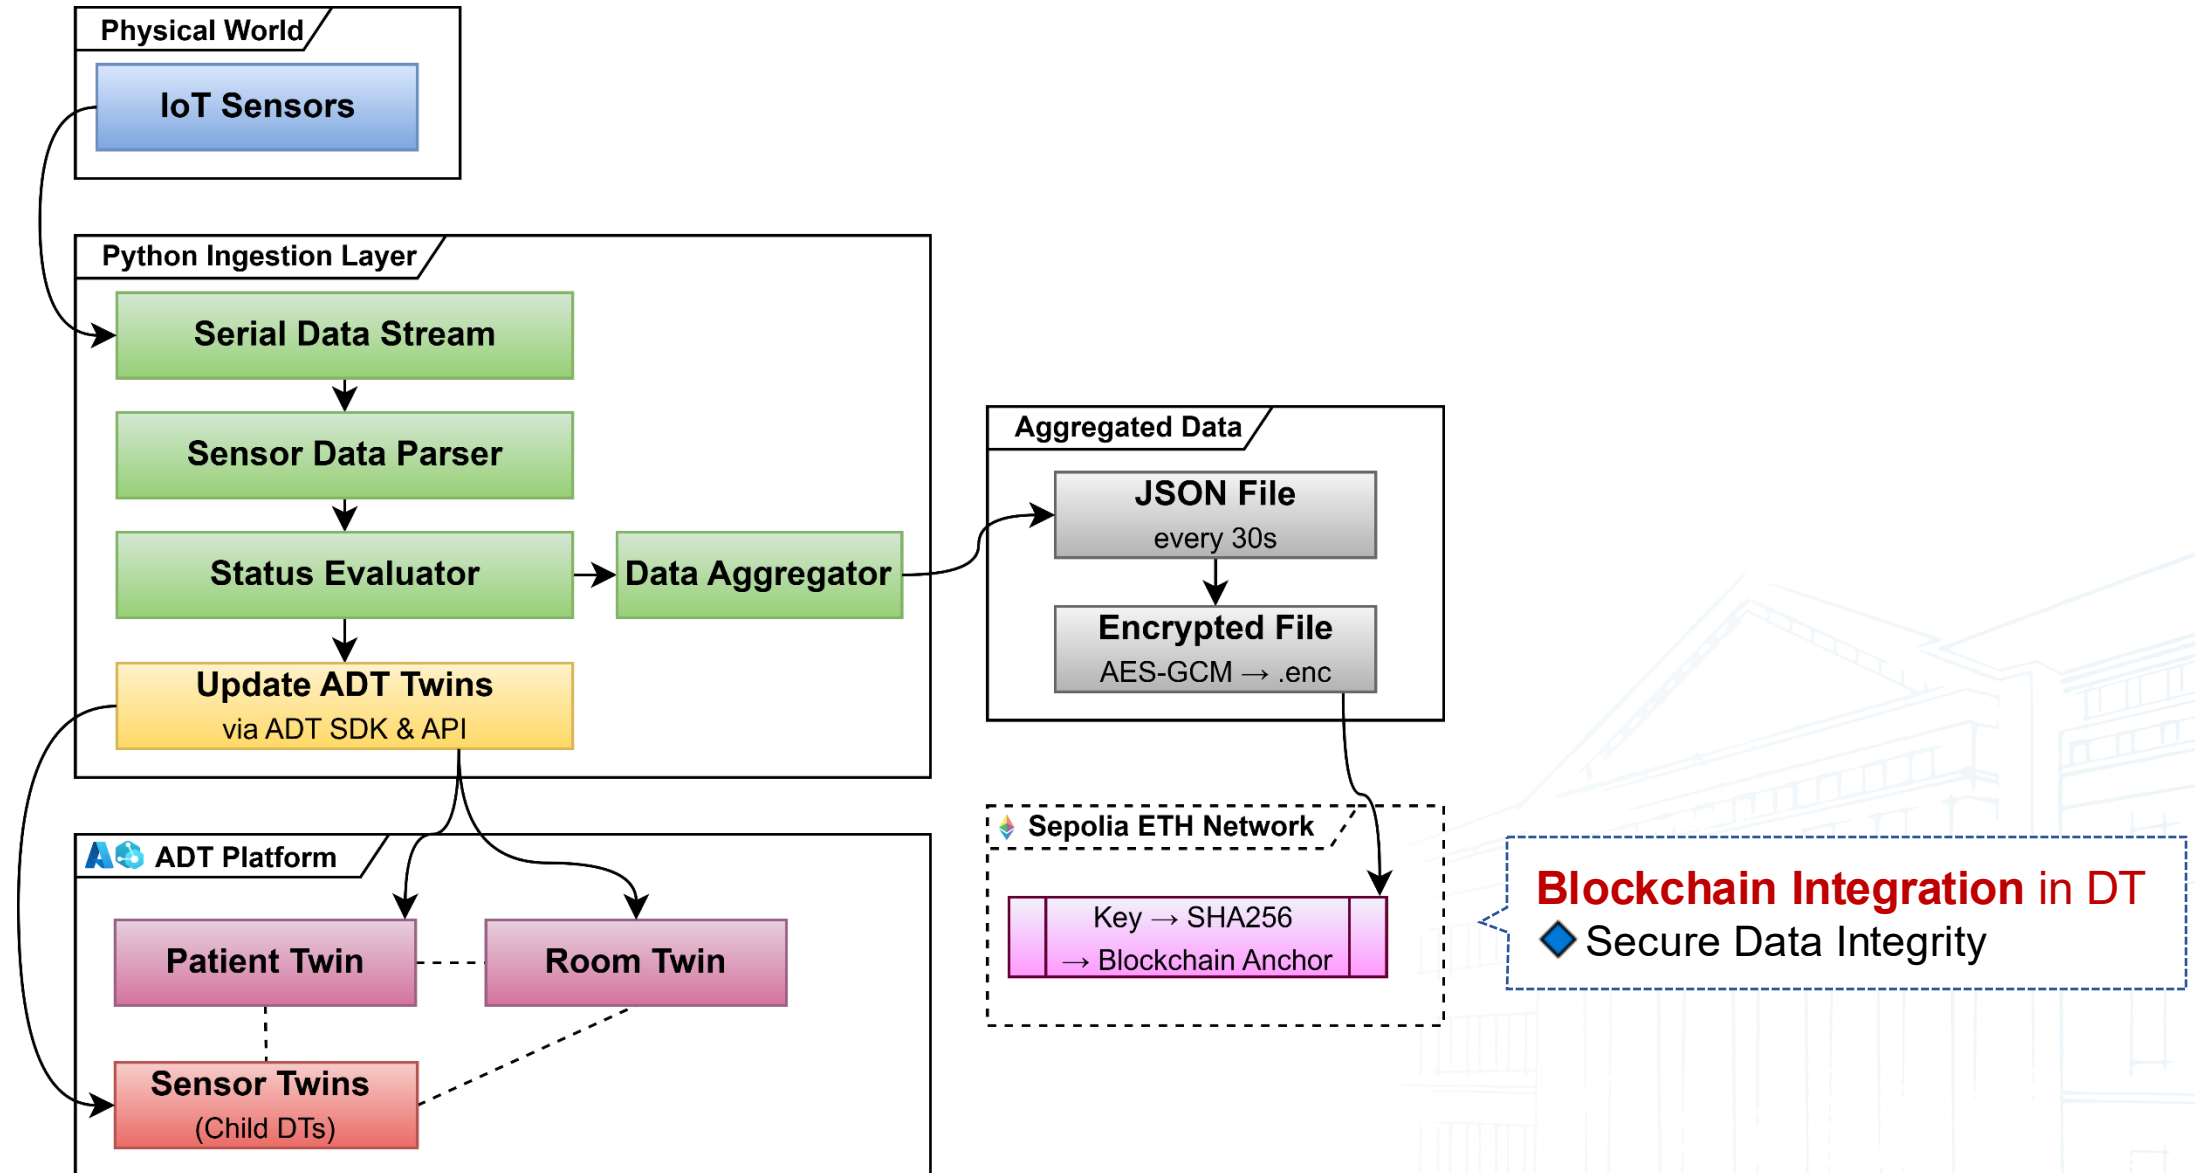 Physical World
IoT Sensors
Python Ingestion Layer
Serial Data Stream
Sensor Data Parser
Status Evaluator
Data Aggregator
Update ADT Twins
via ADT SDK & API
Aggregated Data
JSON File
every 30s
Encrypted File
AES-GCM → .enc
ADT Platform
Patient Twin
Room Twin
Sensor Twins
(Child DTs)
Sepolia ETH Network
Key → SHA256
→ Blockchain Anchor
Blockchain Integration in DT
Secure Data Integrity